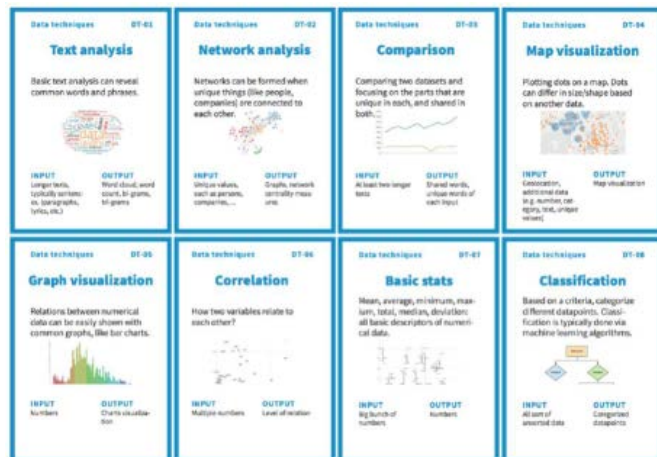 Data techniques DT-01
Text analysis
Basic text analysis can reveal
common words and phrases.
INPUT
Longer texts,
typically senten-
es, (paragraphs,
lyrics, etc.)
OUTPUT
Word cloud, word
count, bi-grams,
tri-grams
Data techniques DT-02
Network analysis
Networks can be formed when
unique things (like people,
companies) are connected to
each other.
INPUT
Unique values,
such as persons,
companies,...
OUTPUT
Graphs, network
centrality meas-
ures
Data techniques DT-03
Comparison
Comparing two datasets and
focusing on the parts that are
unique in each, and shared in
both.
INPUT
At least two longer
texts
OUTPUT
Shared words,
unique words of
each input
Data techniques DT-04
Map visualization
Plotting dots on a map. Dots
can differ in size/shape based
on another data.
INPUT
Geolocation,
additional data
(e.g. number, cat-
egory, text, unique
values)
OUTPUT
Map visualization
Data techniques DT-05
Graph visualization
Relations between numerical
data can be easily shown with
common graphs, like bar charts.
INPUT
Numbers
OUTPUT
Charts visualiza-
tion
Data techniques DT-06
Correlation
How two variables relate to
each other?
INPUT
Multiple numbers
OUTPUT
Level of relation
Data techniques DT-07
Basic stats
Mean, average, minimum, max-
ium, total, median, deviation:
all basic descriptors of numeri-
cal data.
INPUT
Big bunch of
numbers
OUTPUT
Numbers
Data techniques DT-08
Classification
Based on a criteria, categorize
different datapoints. Classi-
fication is typically done via
machine learning algorithms.
INPUT
All sort of
unsorted data
OUTPUT
Categorized
datapoints